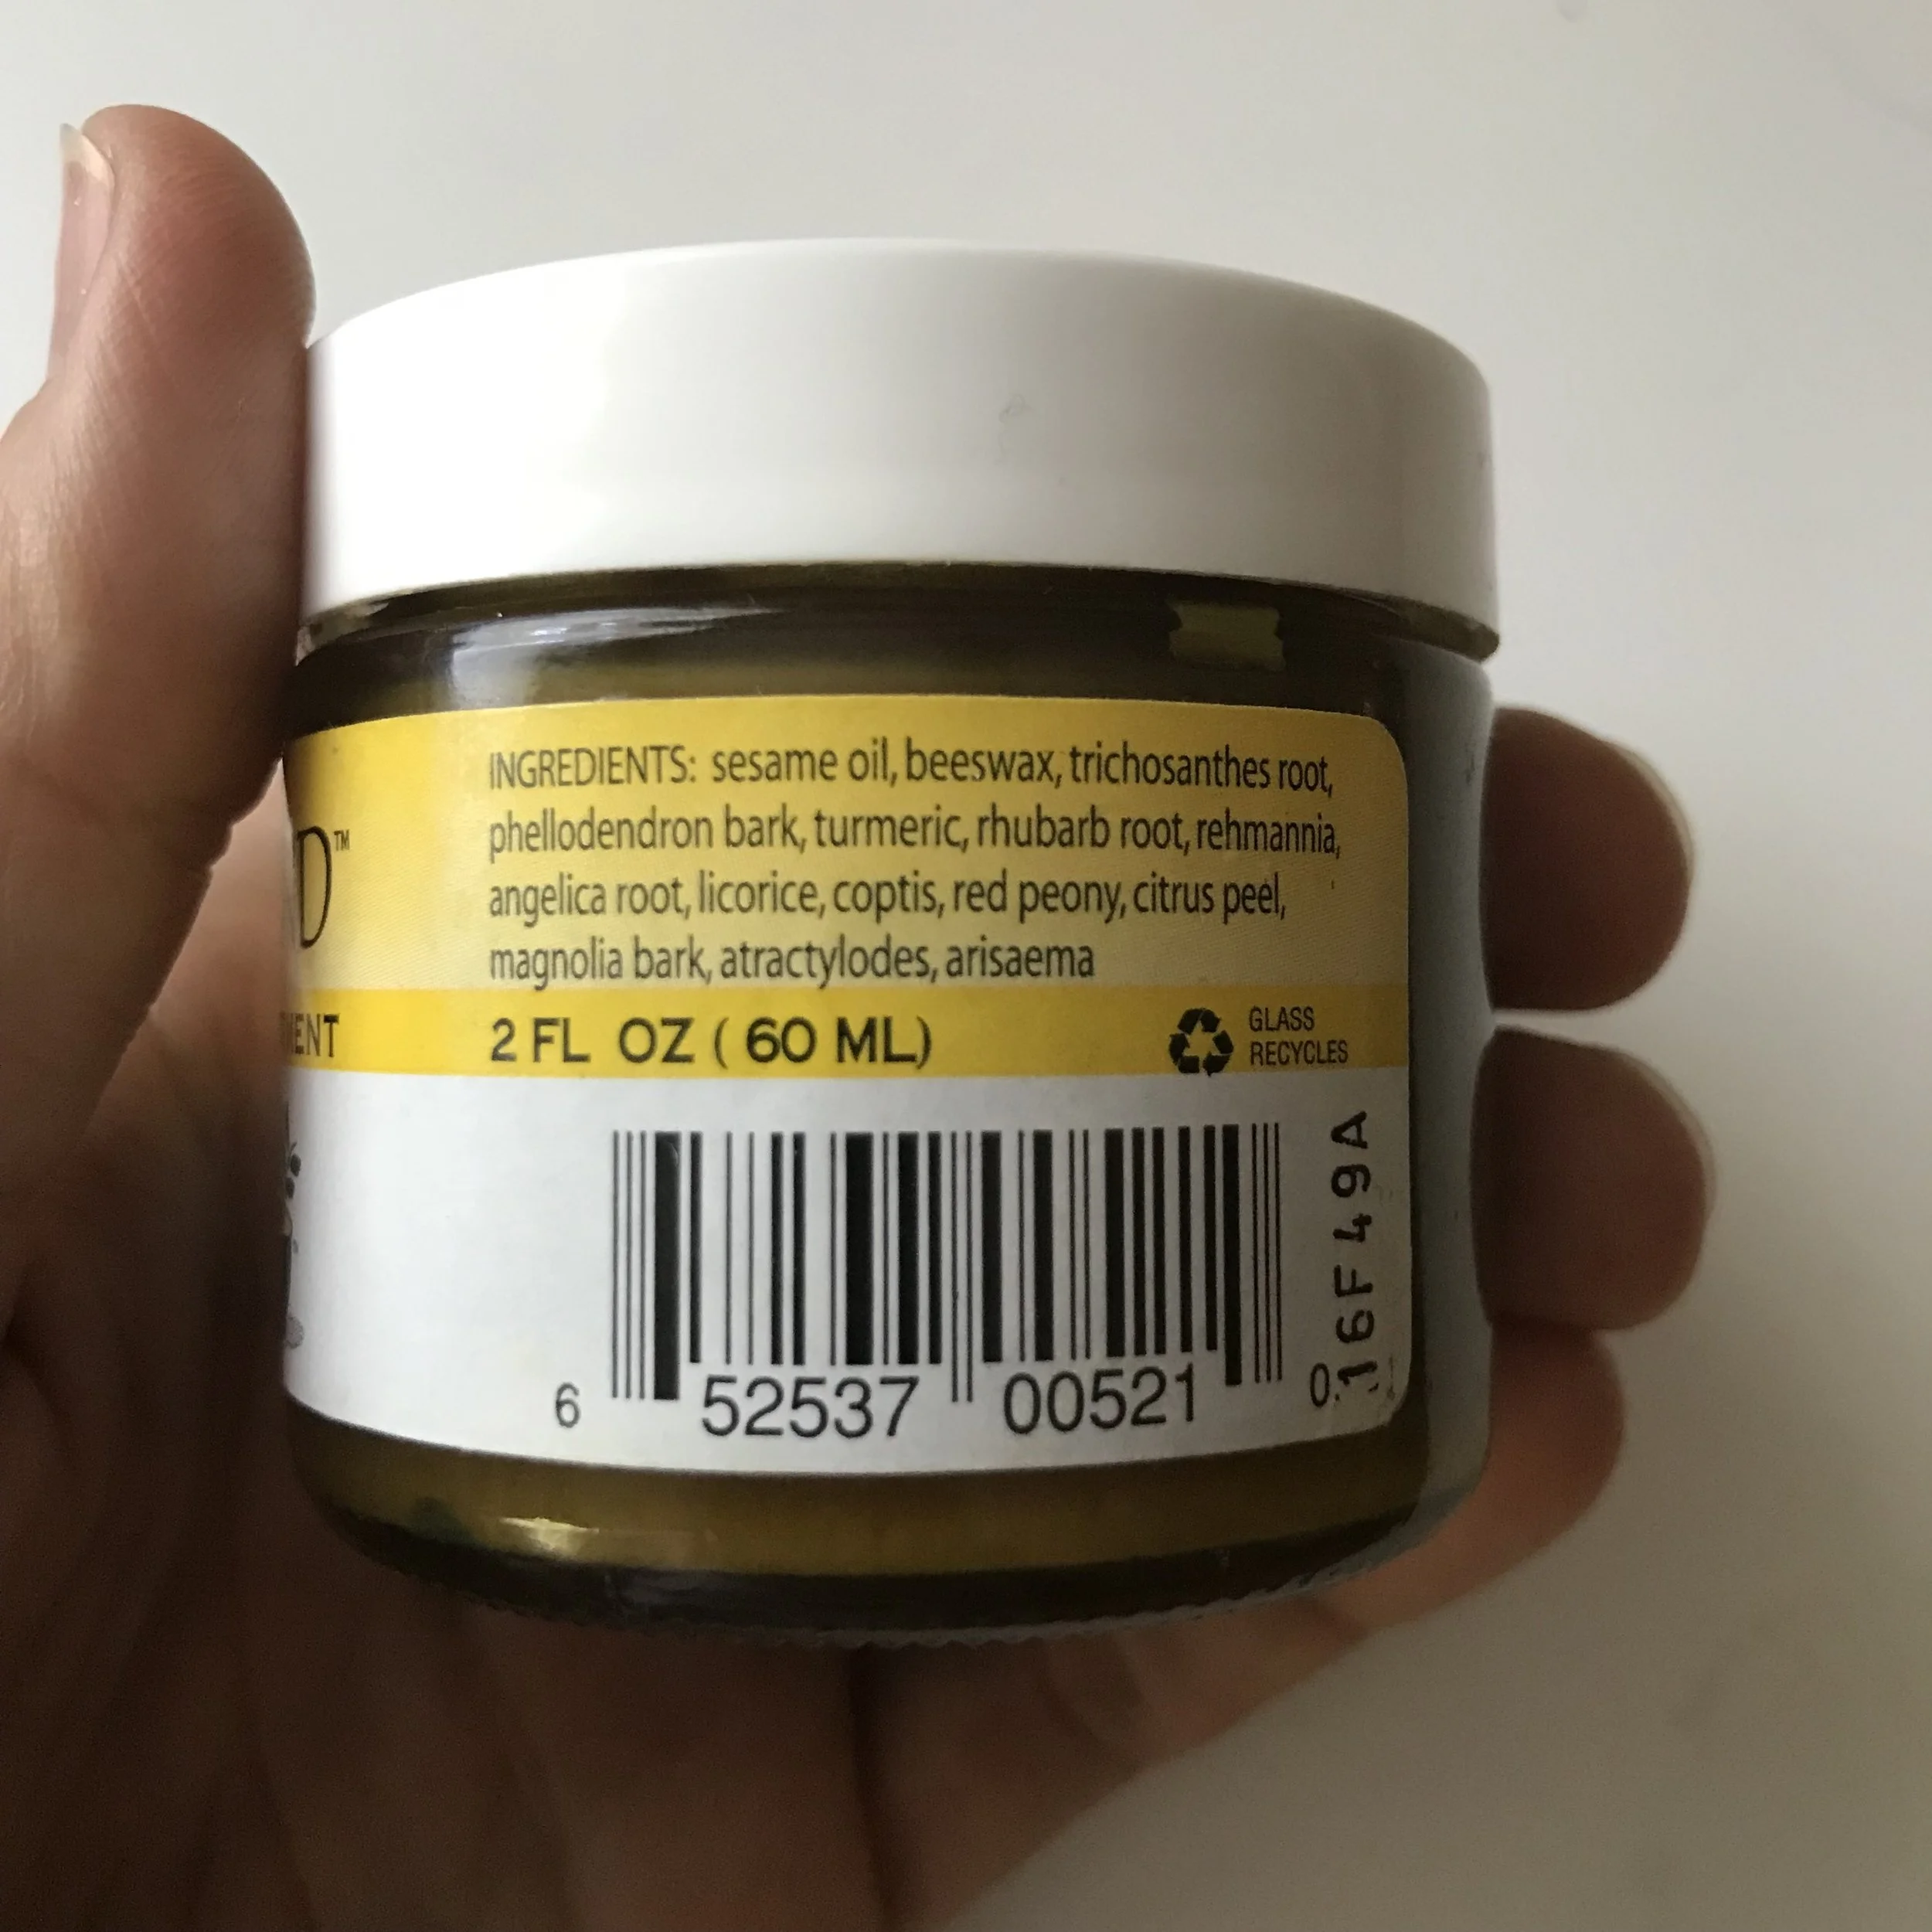 INGREDIENTS: sesame oil, beeswax, trichosanthes root,
phellodendron bark, turmeric, rhubarb root, rehmannia,
angelica root, licorice, coptis, red peony, citrus peel,
magnolia bark, atractylodes, arisaema
2 FL OZ ( 60 ML)
GLASS
RECYCLES
6 52537 00521 0
16F49A